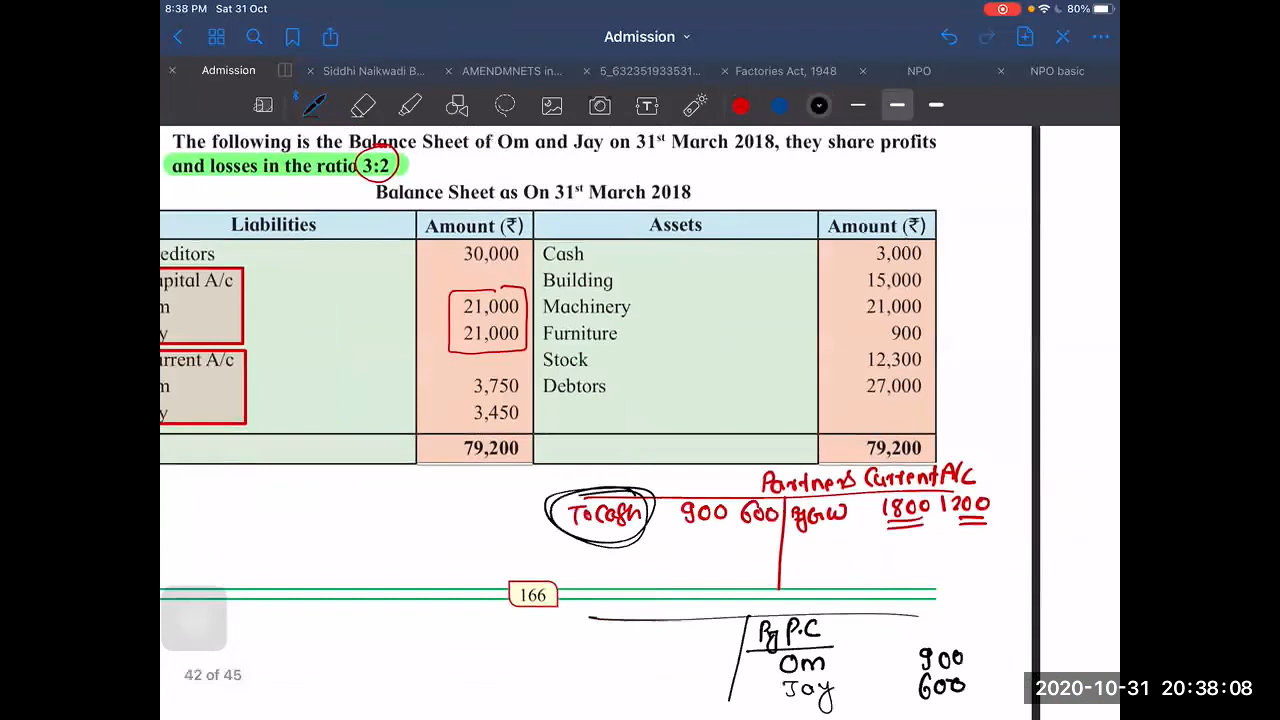 8:38 PM Sat 31 Oct
80%
Admission
Admission Siddhi Naikwadi B... AMENDMNETS in... 5_632351933531... Factories Act, 1948 NPO NPO basic
The following is the Balance Sheet of Om and Jay on 31st March 2018, they share profits
and losses in the ratio 3:2
Balance Sheet as On 31st March 2018
Liabilities Amount (₹) Assets Amount (₹)
editors 30,000 Cash 3,000
apital A/c Building 15,000
m 21,000 Machinery 21,000
y 21,000 Furniture 900
urrent A/c Stock 12,300
m 3,750 Debtors 27,000
y 3,450
79,200 79,200
Partners Current A/C
To Cash 900 600 By G/W 1800 1200
166
By P.C
Om 900
Jay 600
42 of 45
2020-10-31 20:38:08